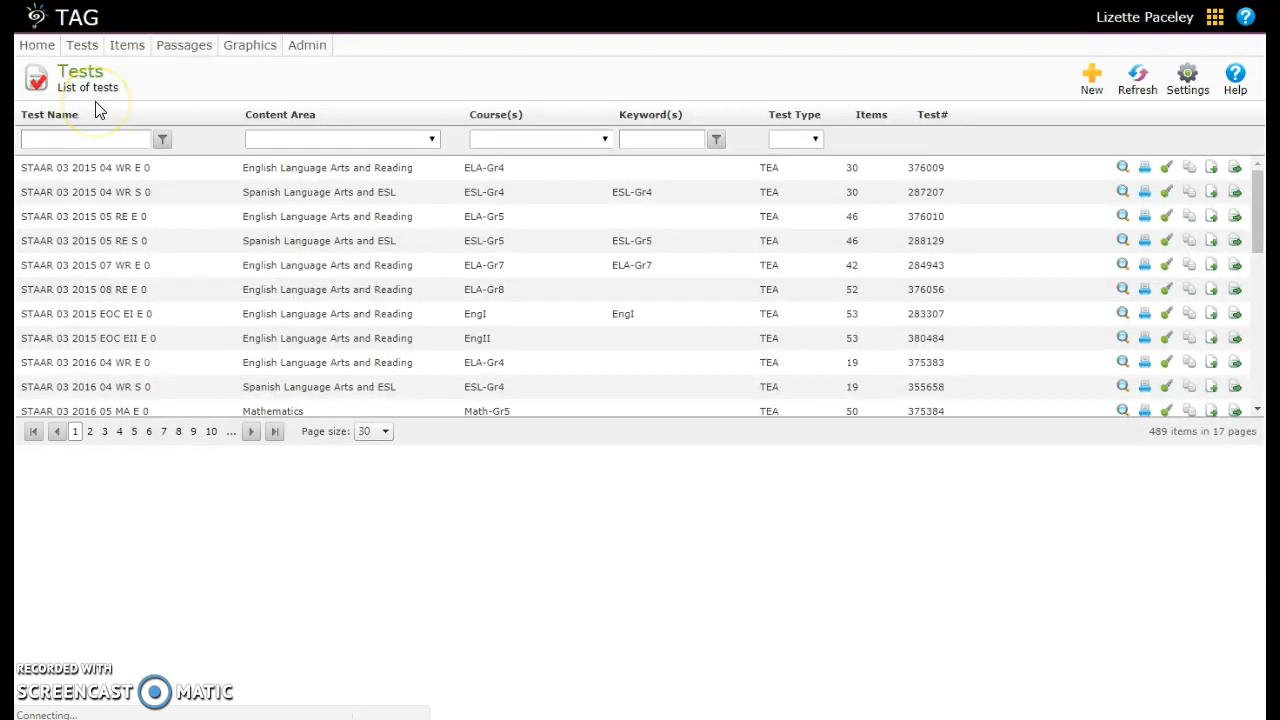 TAG
Lizette Paceley
Home Tests Items Passages Graphics Admin
Tests
List of tests
New Refresh Settings Help
Test Name Content Area Course(s) Keyword(s) Test Type Items Test#
STAAR 03 2015 04 WR E 0 English Language Arts and Reading ELA-Gr4 TEA 30 376009
STAAR 03 2015 04 WR S 0 Spanish Language Arts and ESL ESL-Gr4 ESL-Gr4 TEA 30 287207
STAAR 03 2015 05 RE E 0 English Language Arts and Reading ELA-Gr5 TEA 46 376010
STAAR 03 2015 05 RE S 0 Spanish Language Arts and ESL ESL-Gr5 ESL-Gr5 TEA 46 288129
STAAR 03 2015 07 WR E 0 English Language Arts and Reading ELA-Gr7 ELA-Gr7 TEA 42 284943
STAAR 03 2015 08 RE E 0 English Language Arts and Reading ELA-Gr8 TEA 52 376056
STAAR 03 2015 EOC EI E 0 English Language Arts and Reading EngI EngI TEA 53 283307
STAAR 03 2015 EOC EII E 0 English Language Arts and Reading EngII TEA 53 380484
STAAR 03 2016 04 WR E 0 English Language Arts and Reading ELA-Gr4 TEA 19 375383
STAAR 03 2016 04 WR S 0 Spanish Language Arts and ESL ESL-Gr4 TEA 19 355658
STAAR 03 2016 05 MA E 0 Mathematics Math-Gr5 TEA 50 375384
1 2 3 4 5 6 7 8 9 10 ... Page size: 30 489 items in 17 pages
RECORDED WITH
SCREENCAST MATIC
Connecting...